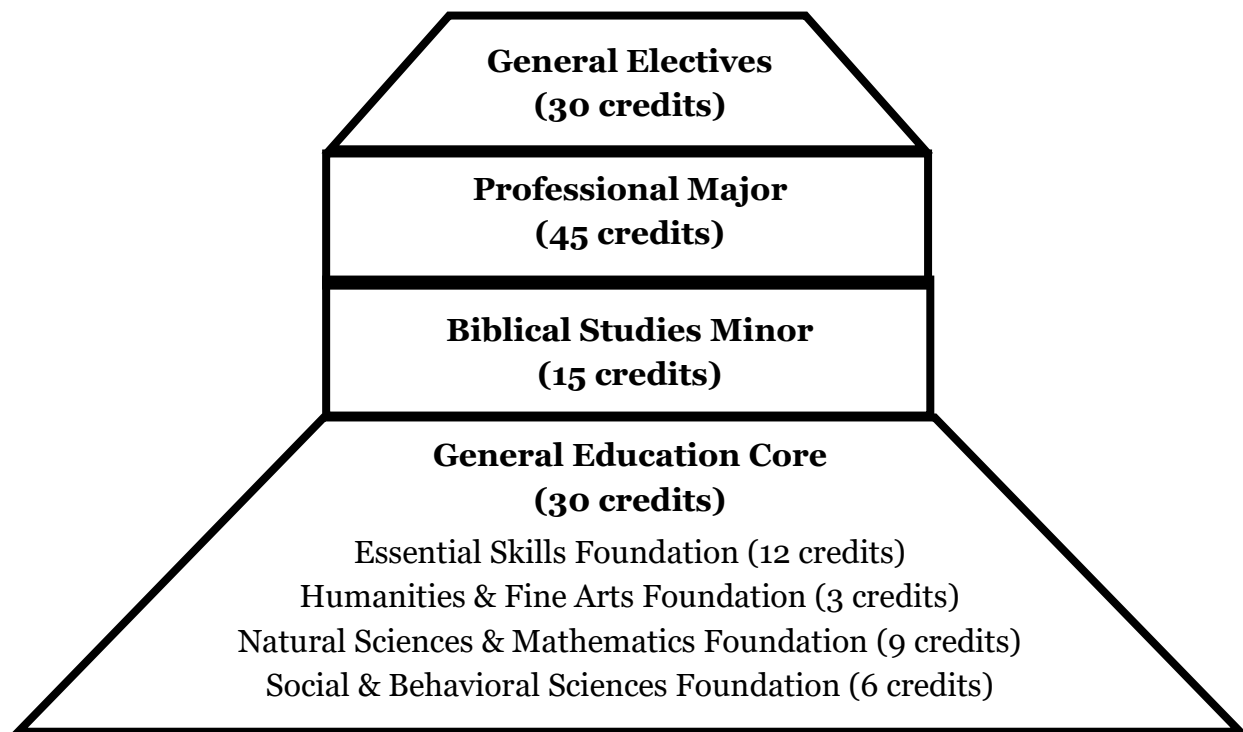 General Electives
(30 credits)
Professional Major
(45 credits)
Biblical Studies Minor
(15 credits)
General Education Core
(30 credits)
Essential Skills Foundation (12 credits)
Humanities & Fine Arts Foundation (3 credits)
Natural Sciences & Mathematics Foundation (9 credits)
Social & Behavioral Sciences Foundation (6 credits)